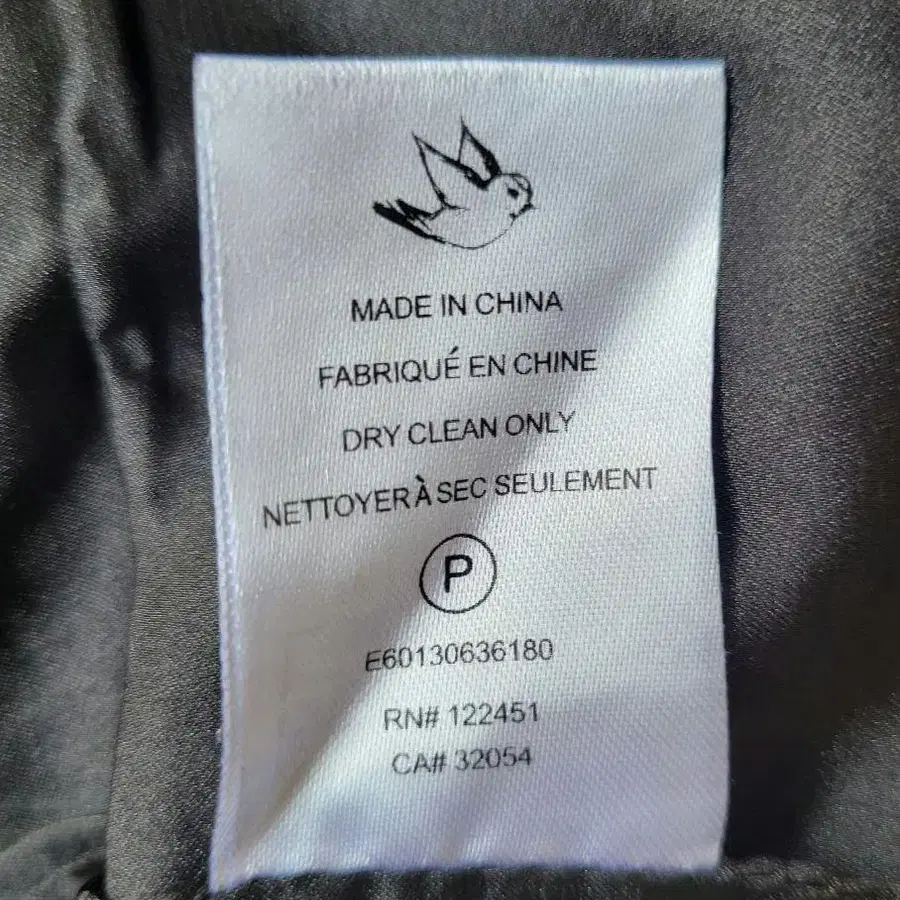 MADE IN CHINA
FABRIQUÉ EN CHINE
DRY CLEAN ONLY
NETTOYER À SEC SEULEMENT
P
E60130636180
RN# 122451
CA# 32054